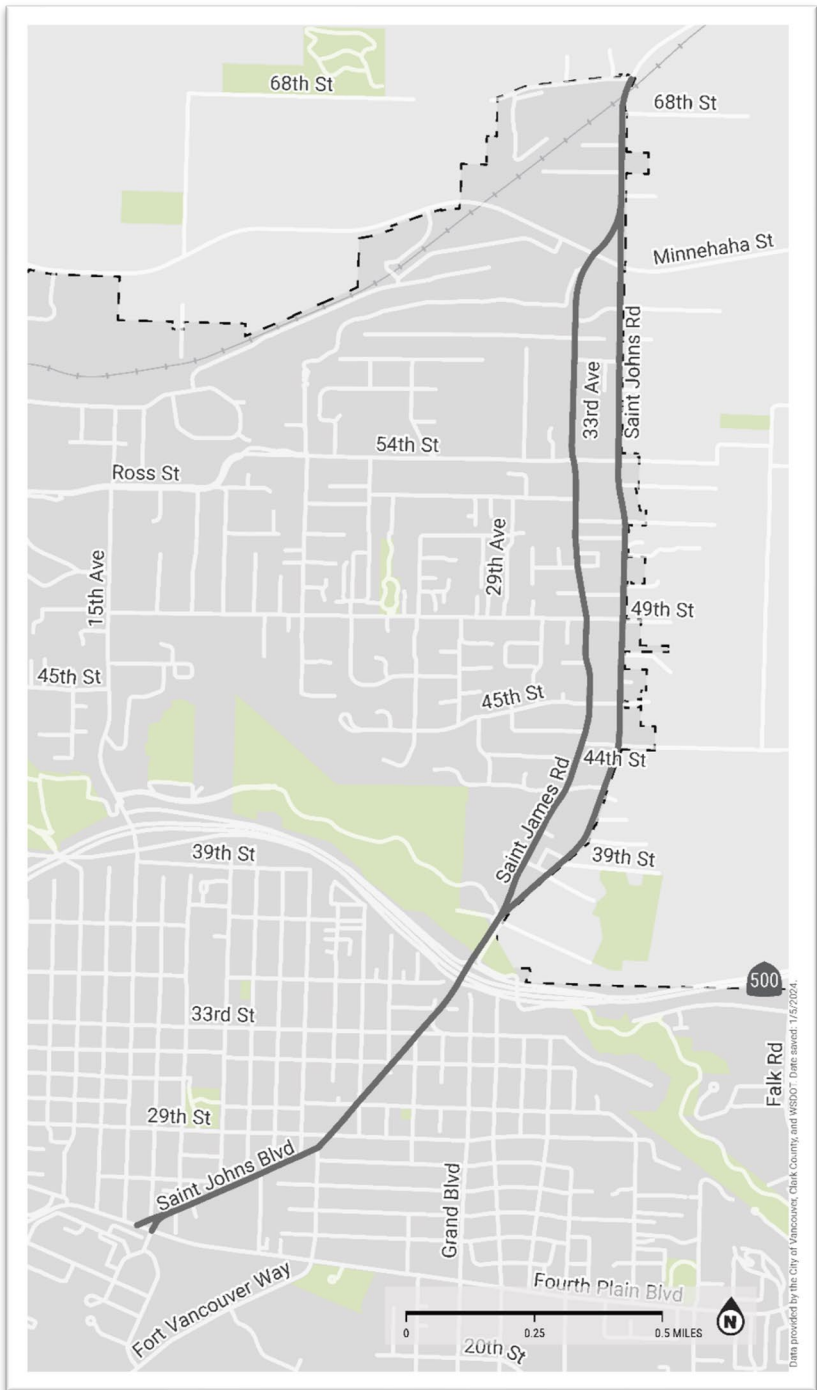 68th St
68th St
Minnehaha St
Saint Johns Rd
33rd Ave
54th St
Ross St
29th Ave
15th Ave
49th St
45th St
45th St
44th St
Saint James Rd
39th St
39th St
500
33rd St
Falk Rd
29th St
Saint Johns Blvd
Grand Blvd
Fort Vancouver Way
Fourth Plain Blvd
N
0 0.25 0.5 MILES
20th St
Data provided by the City of Vancouver, Clark County, and WSDOT. Date saved: 1/5/2024.